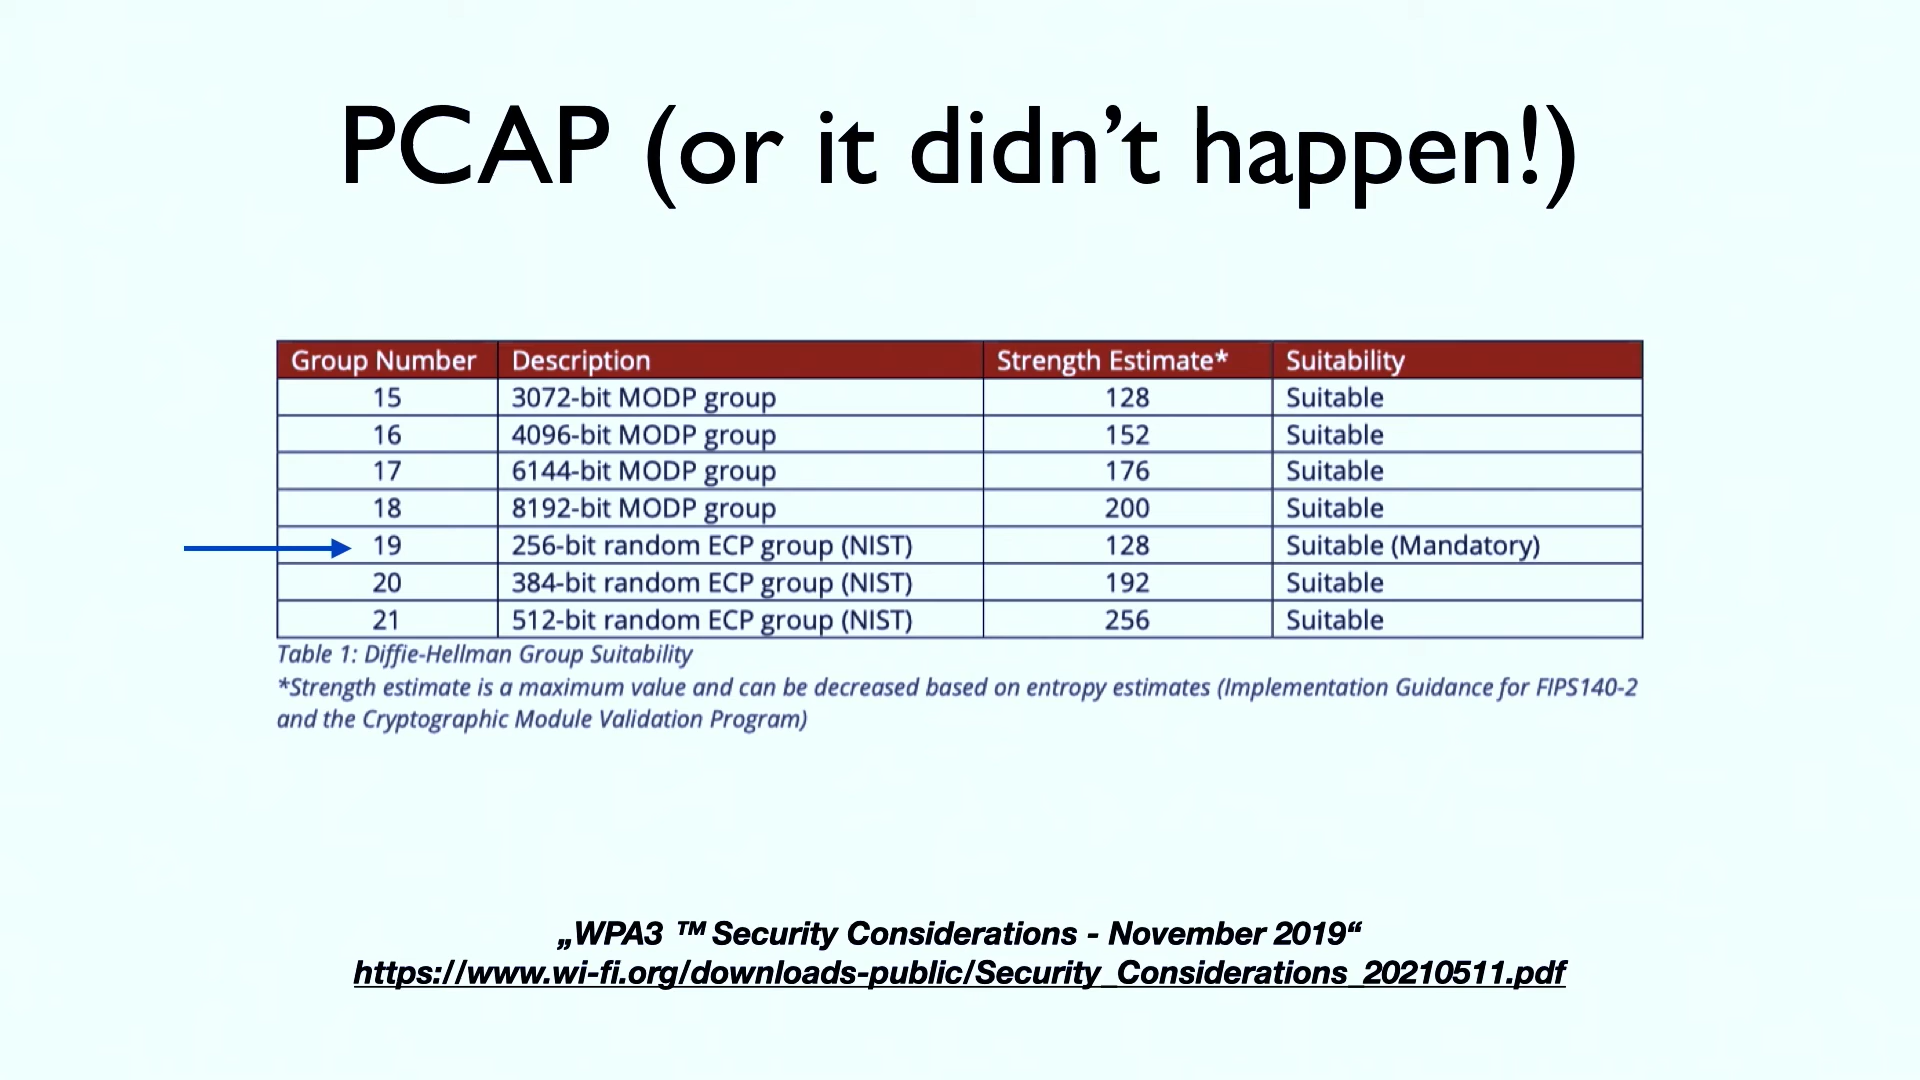 PCAP (or it didn’t happen!)
Group Number Description Strength Estimate* Suitability
15 3072-bit MODP group 128 Suitable
16 4096-bit MODP group 152 Suitable
17 6144-bit MODP group 176 Suitable
18 8192-bit MODP group 200 Suitable
19 256-bit random ECP group (NIST) 128 Suitable (Mandatory)
20 384-bit random ECP group (NIST) 192 Suitable
21 512-bit random ECP group (NIST) 256 Suitable
Table 1: Diffie-Hellman Group Suitability
*Strength estimate is a maximum value and can be decreased based on entropy estimates (Implementation Guidance for FIPS140-2
and the Cryptographic Module Validation Program)
„WPA3 ™ Security Considerations - November 2019“
https://www.wi-fi.org/downloads-public/Security_Considerations_20210511.pdf